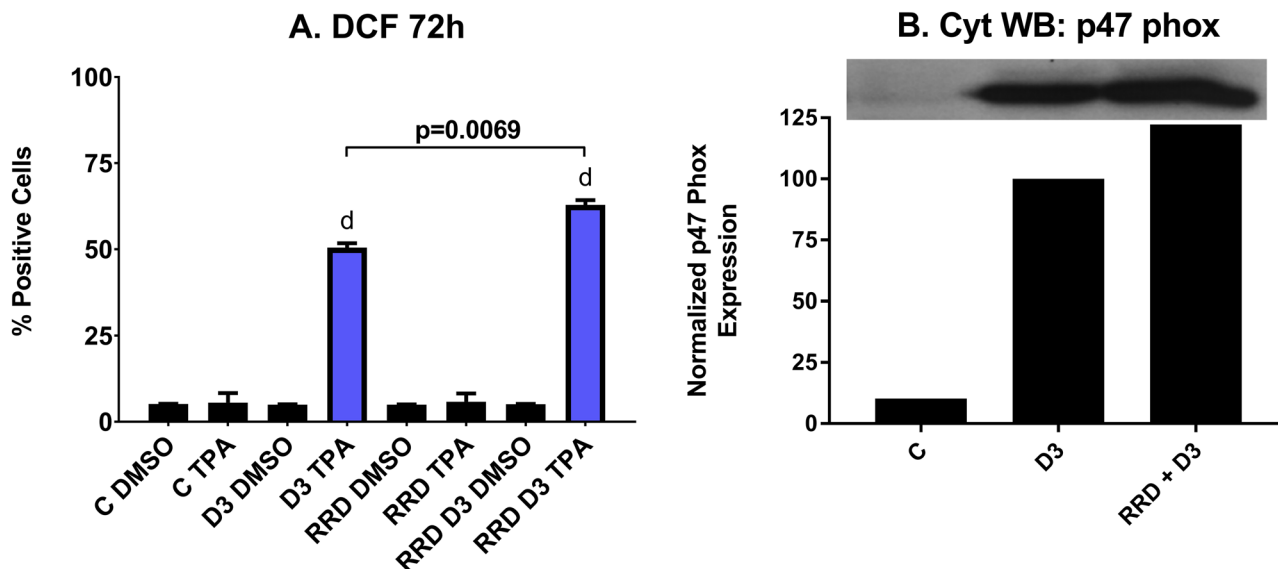 A. DCF 72h
% Positive Cells
100
75
50
25
0
p=0.0069
d
d
C DMSO
C TPA
D3 DMSO
D3 TPA
RRD DMSO
RRD TPA
RRD D3 DMSO
RRD D3 TPA
B. Cyt WB: p47 phox
Normalized p47 Phox
Expression
125
100
75
50
25
0
C
D3
RRD + D3